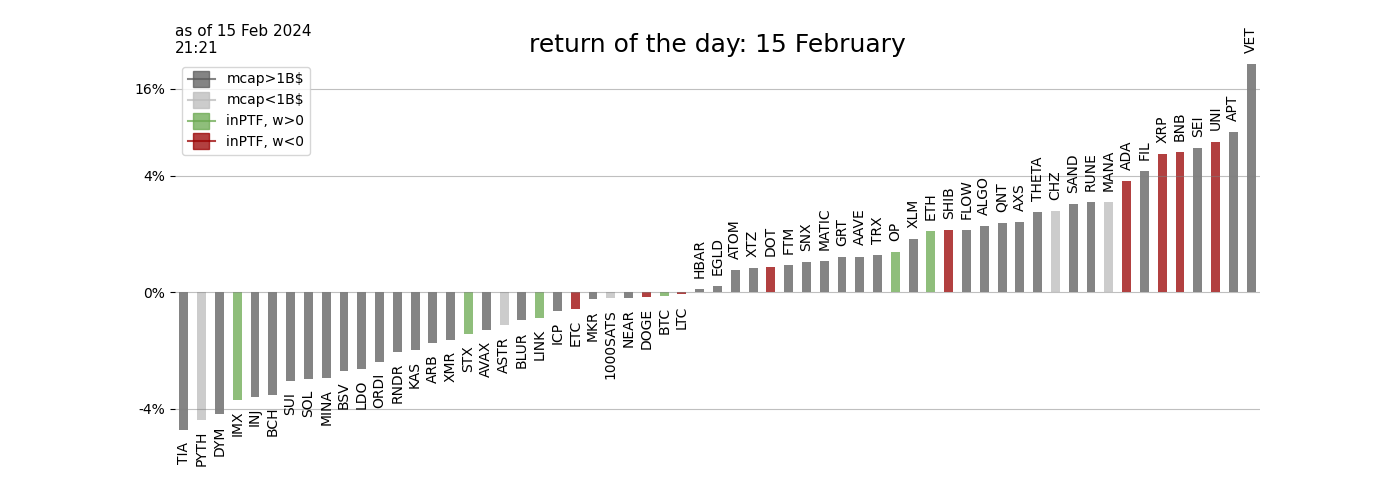 as of 15 Feb 2024
21:21
return of the day: 15 February
mcap>1B$
mcap<1B$
inPTF, w>0
inPTF, w<0
16%
4%
0%
-4%
TIA
PYTH
DYM
IMX
INJ
BCH
SUI
SOL
MINA
BSV
LDO
ORDI
RNDR
KAS
ARB
XMR
STX
AVAX
ASTR
BLUR
LINK
ICP
ETC
MKR
1000SATS
NEAR
DOGE
BTC
LTC
HBAR
EGLD
ATOM
XTZ
DOT
FTM
SNX
MATIC
GRT
AAVE
TRX
OP
XLM
ETH
SHIB
FLOW
ALGO
QNT
AXS
THETA
CHZ
SAND
RUNE
MANA
ADA
FIL
XRP
BNB
SEI
UNI
APT
VET